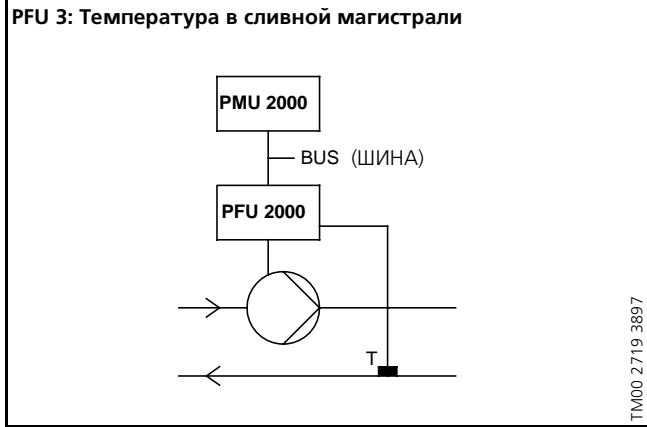 PFU 3: Температура в сливной магистрали
PMU 2000
BUS (ШИНА)
PFU 2000
T
TM00 2719 3897